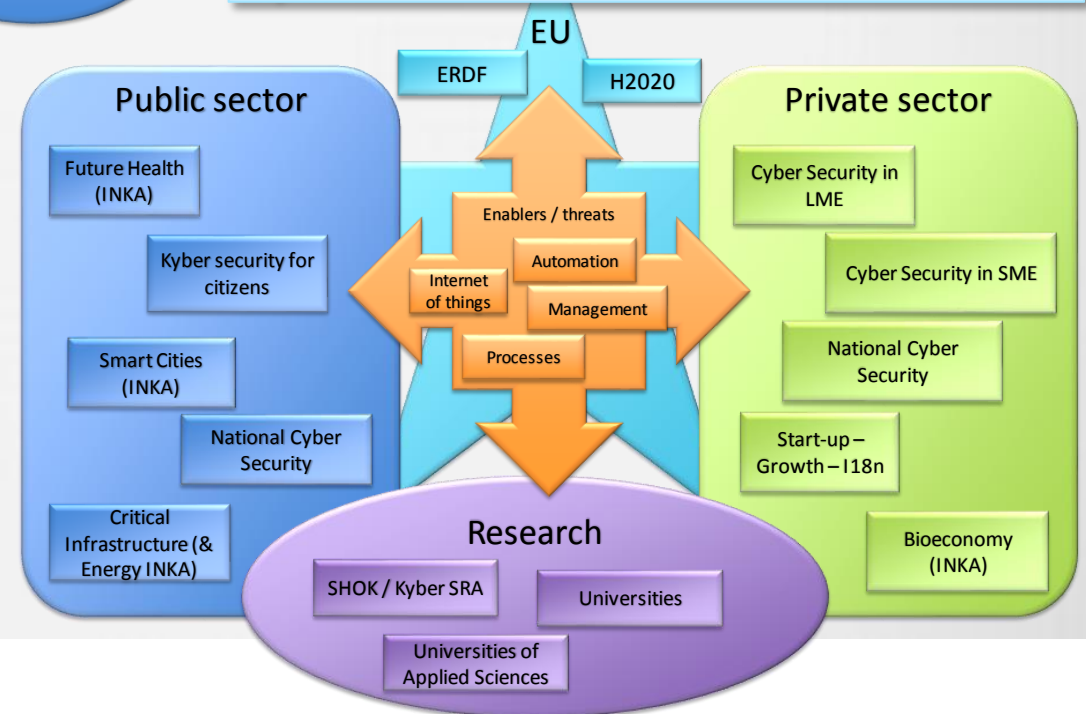 EU
ERDF
H2020
Public sector
Future Health
(INKA)
Kyber security for
citizens
Smart Cities
(INKA)
National Cyber
Security
Critical
Infrastructure (&
Energy INKA)
Enablers / threats
Automation
Internet
of things
Management
Processes
Private sector
Cyber Security in
LME
Cyber Security in SME
National Cyber
Security
Start-up –
Growth – I18n
Bioeconomy
(INKA)
Research
SHOK / Kyber SRA
Universities
Universities of
Applied Sciences